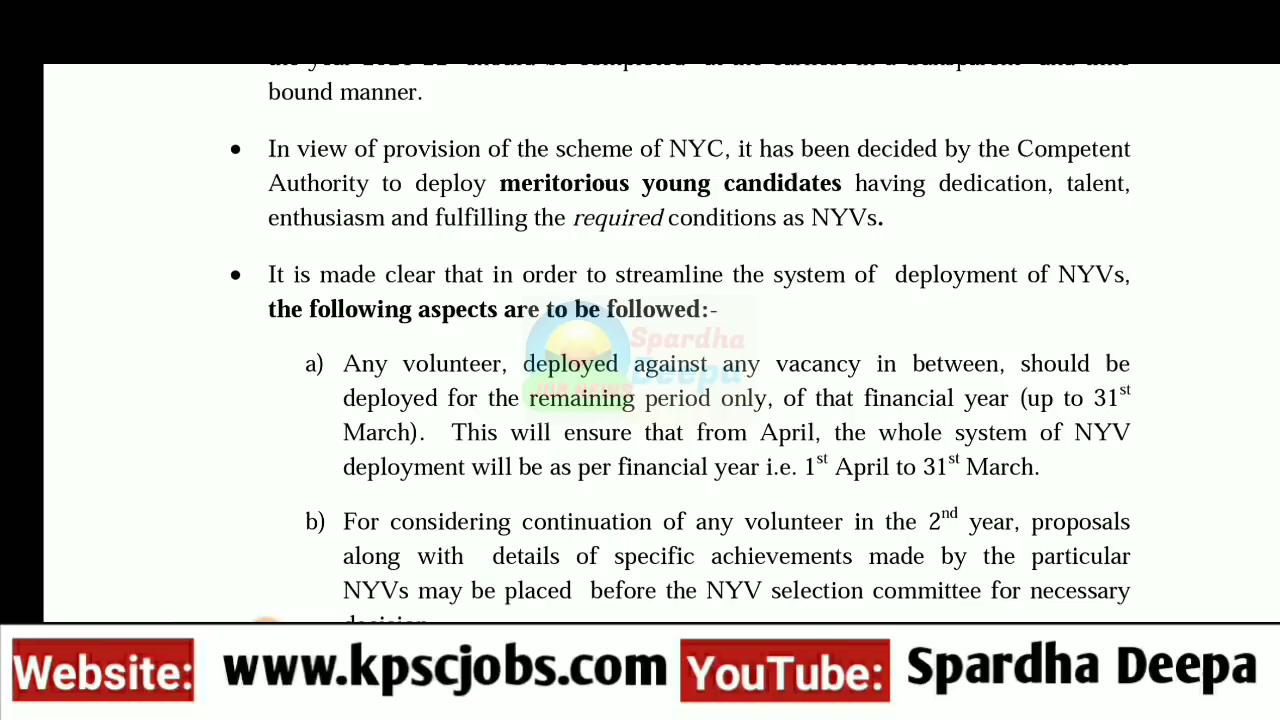 bound manner.
• In view of provision of the scheme of NYC, it has been decided by the Competent
Authority to deploy meritorious young candidates having dedication, talent,
enthusiasm and fulfilling the required conditions as NYVs.
• It is made clear that in order to streamline the system of deployment of NYVs,
the following aspects are to be followed:-
a) Any volunteer, deployed against any vacancy in between, should be
deployed for the remaining period only, of that financial year (up to 31st
March). This will ensure that from April, the whole system of NYV
deployment will be as per financial year i.e. 1st April to 31st March.
b) For considering continuation of any volunteer in the 2nd year, proposals
along with details of specific achievements made by the particular
NYVs may be placed before the NYV selection committee for necessary
decision
Spardha
Deepa
JOB NEWS
Website: www.kpscjobs.com YouTube: Spardha Deepa